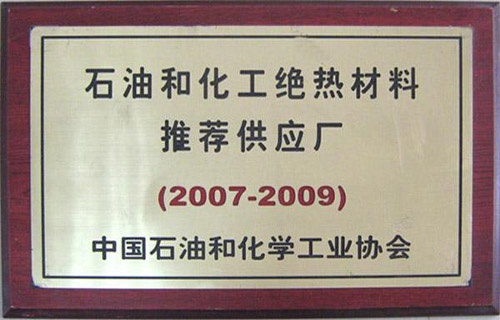 石油和化工绝热材料
推荐供应厂
(2007-2009)
中国石油和化学工业协会